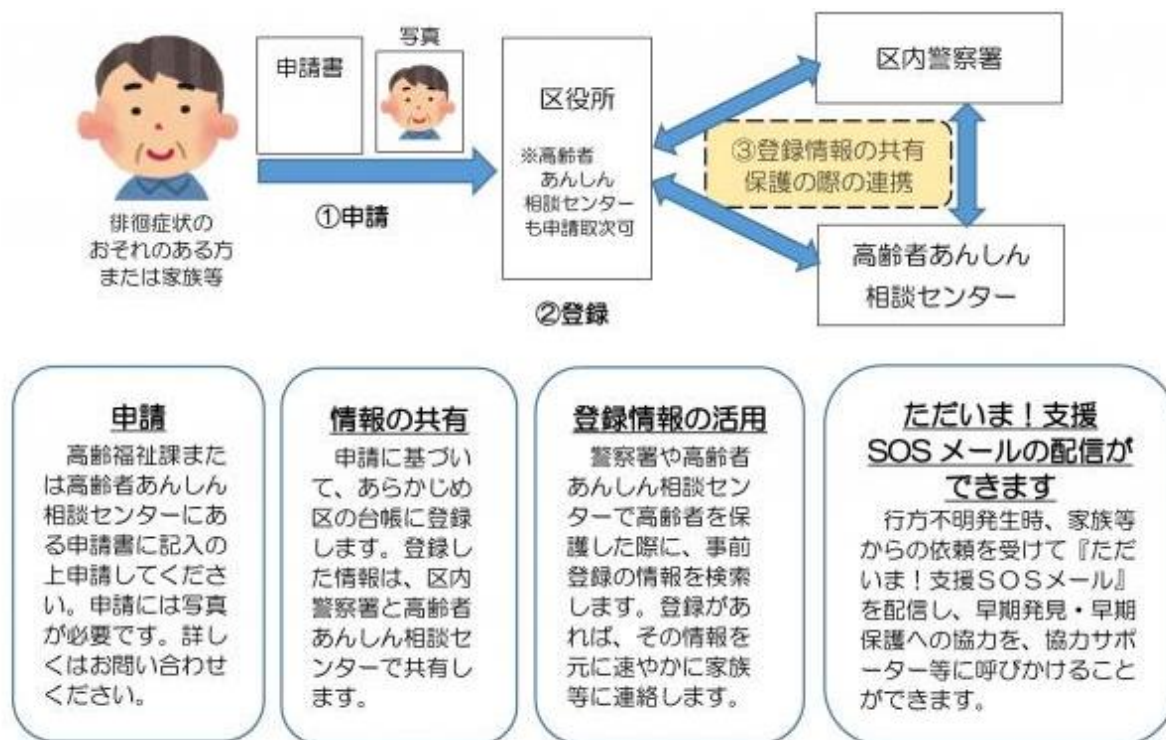 申請書
写真
区役所
※高齢者
あんしん
相談センター
も申請取次可
区内警察署
③登録情報の共有
保護の際の連携
①申請
徘徊症状の
おそれのある方
または家族等
高齢者あんしん
相談センター
②登録
申請
高齢福祉課また
は高齢者あんしん
相談センターにあ
る申請書に記入の
上申請してくださ
い。申請には写真
が必要です。詳し
くはお問い合わせ
ください。
情報の共有
申請に基づい
て、あらかじめ
区の台帳に登録
します。登録し
た情報は、区内
警察署と高齢者
あんしん相談セ
ンターで共有し
ます。
登録情報の活用
警察署や高齢者
あんしん相談セン
ターで高齢者を保
護した際に、事前
登録の情報を検索
します。登録があ
れば、その情報を
元に速やかに家族
等に連絡します。
ただいま！支援
SOS メールの配信が
できます
行方不明発生時、家族等
からの依頼を受けて『ただ
いま！支援ＳＯＳメール』
を配信し、早期発見・早期
保護への協力を、協力サポ
ーター等に呼びかけること
ができます。